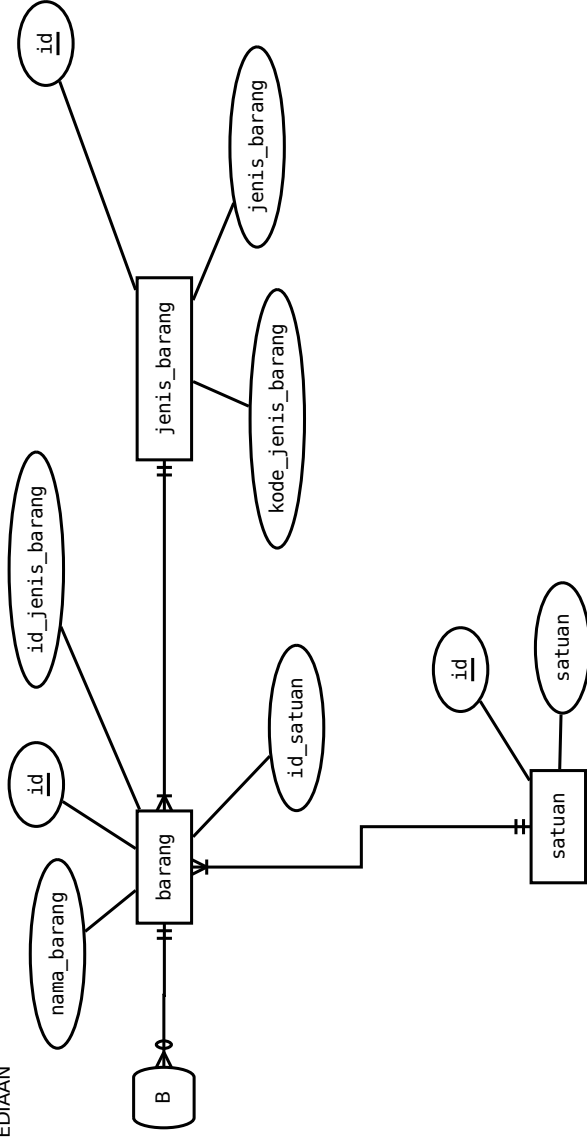 EDIAAN
B
nama_barang
id
id_jenis_barang
barang
id_satuan
jenis_barang
id
kode_jenis_barang
jenis_barang
satuan
id
satuan